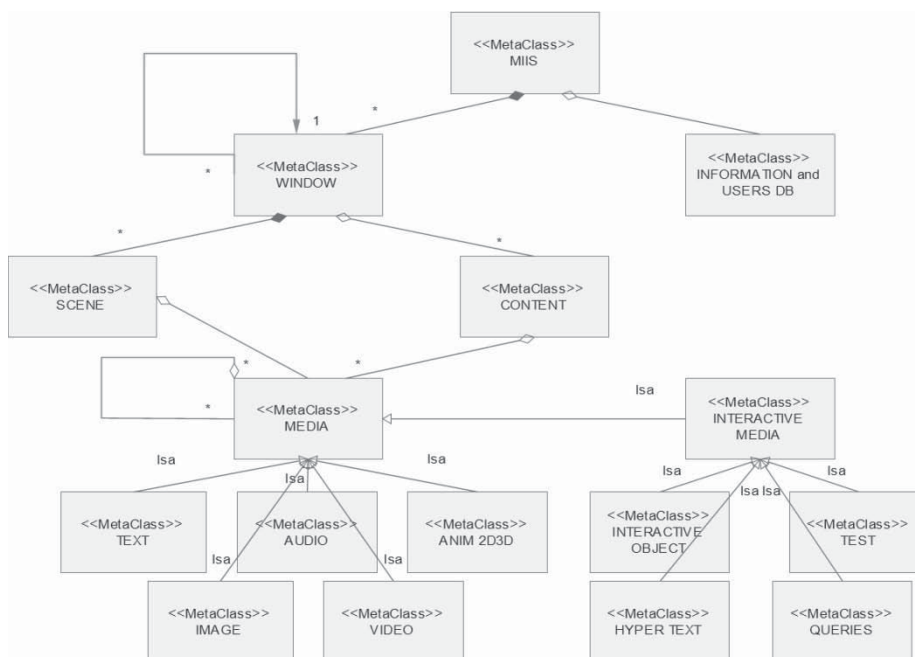 <<MetaClass>>
MIIS
*
1
*
<<MetaClass>>
WINDOW
<<MetaClass>>
INFORMATION and
USERS DB
*
*
<<MetaClass>>
SCENE
<<MetaClass>>
CONTENT
*
*
*
<<MetaClass>>
MEDIA
Isa
<<MetaClass>>
INTERACTIVE
MEDIA
Isa
Isa
Isa
Isa
Isa
Isa Isa
<<MetaClass>>
TEXT
<<MetaClass>>
AUDIO
<<MetaClass>>
ANIM 2D3D
<<MetaClass>>
INTERACTIVE
OBJECT
<<MetaClass>>
TEST
Isa
Isa
<<MetaClass>>
IMAGE
<<MetaClass>>
VIDEO
<<MetaClass>>
HYPER TEXT
<<MetaClass>>
QUERIES